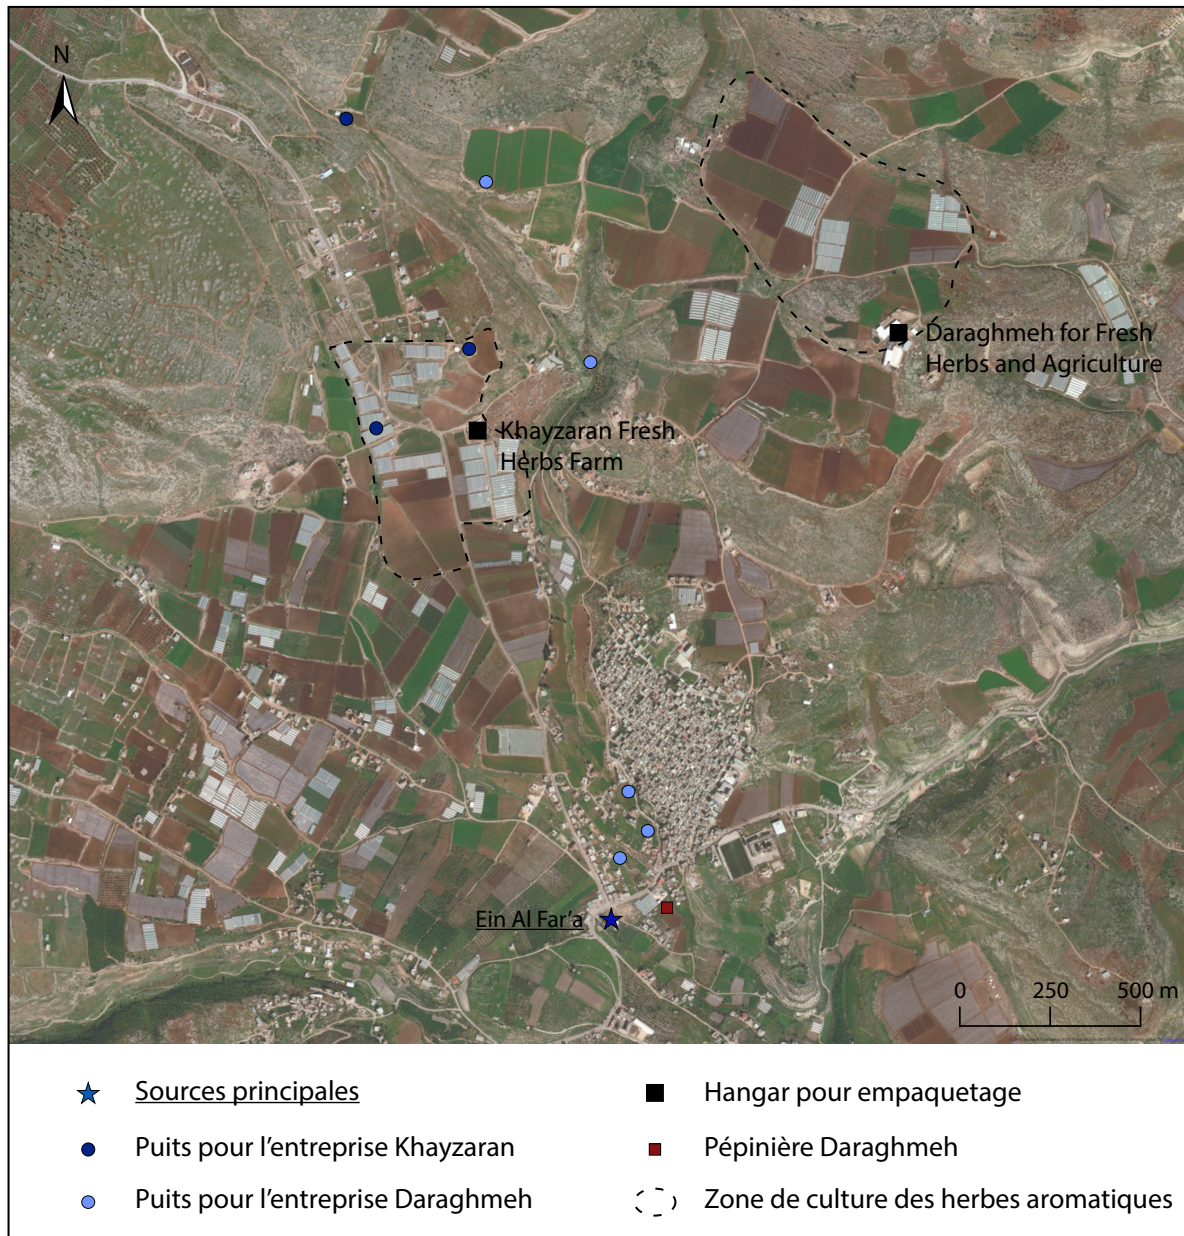 N
Daraghmeh for Fresh
Herbs and Agriculture
Khayzaran Fresh
Herbs Farm
Ein Al Far’a
0 250 500 m
Sources principales
Hangar pour empaquetage
Puits pour l’entreprise Khayzaran
Pépinière Daraghmeh
Puits pour l’entreprise Daraghmeh
Zone de culture des herbes aromatiques